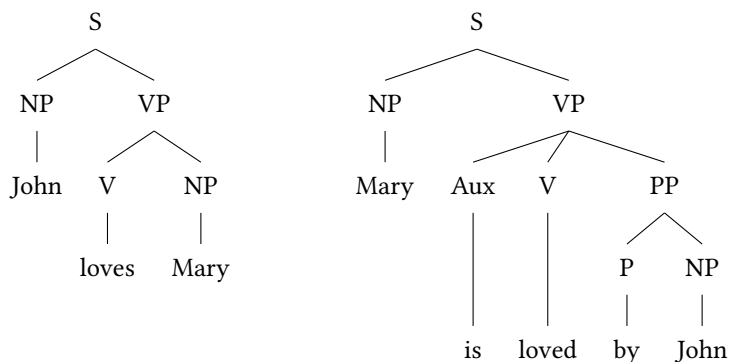 S S
NP VP NP VP
John V NP Mary Aux V PP
loves Mary P NP
is loved by John